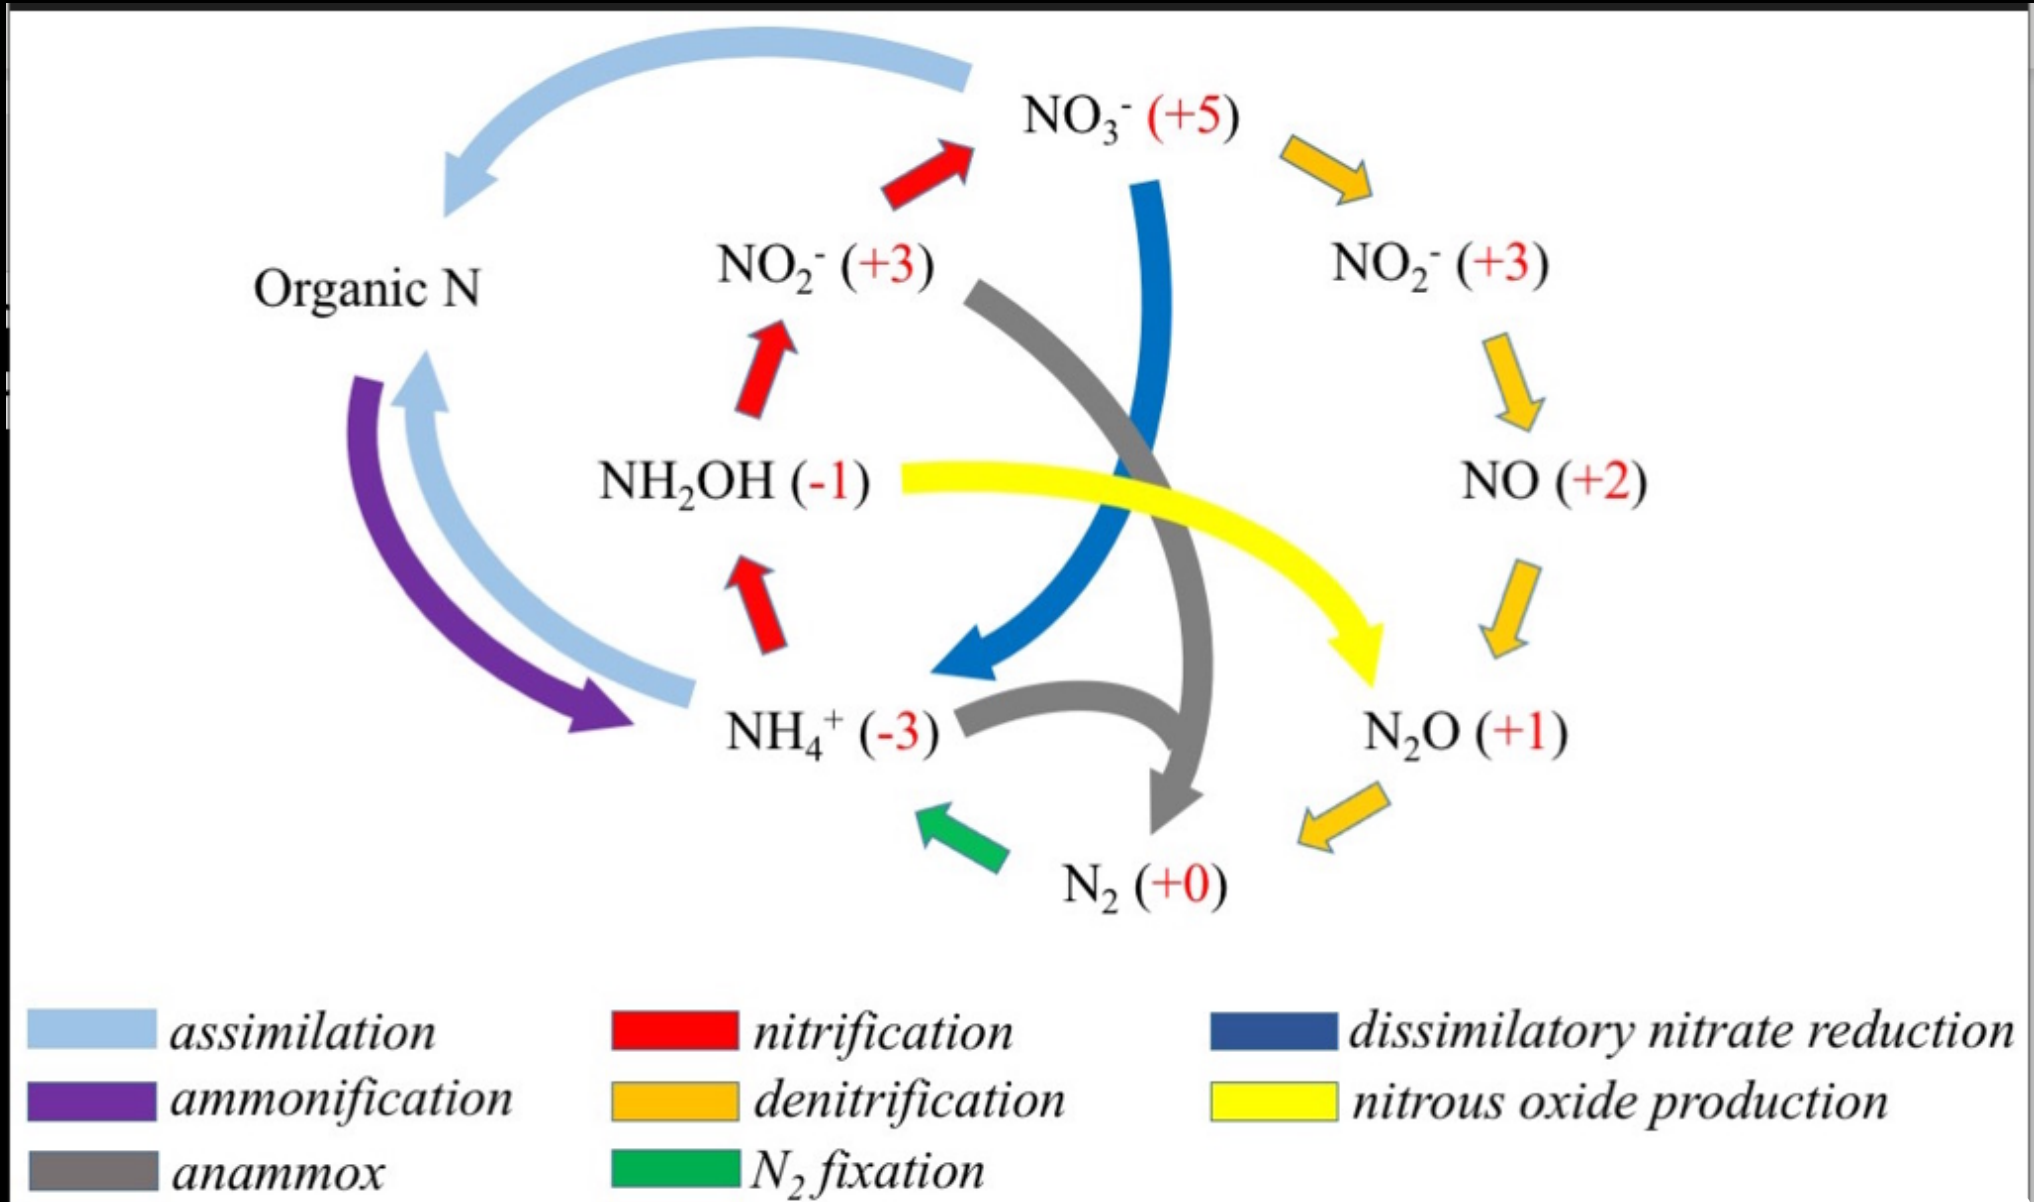 NO₃⁻ (+5)
NO₂⁻ (+3)
NO₂⁻ (+3)
Organic N
NH₂OH (-1)
NO (+2)
NH₄⁺ (-3)
N₂O (+1)
N₂ (+0)
assimilation
nitrification
dissimilatory nitrate reduction
ammonification
denitrification
nitrous oxide production
anammox
N₂ fixation